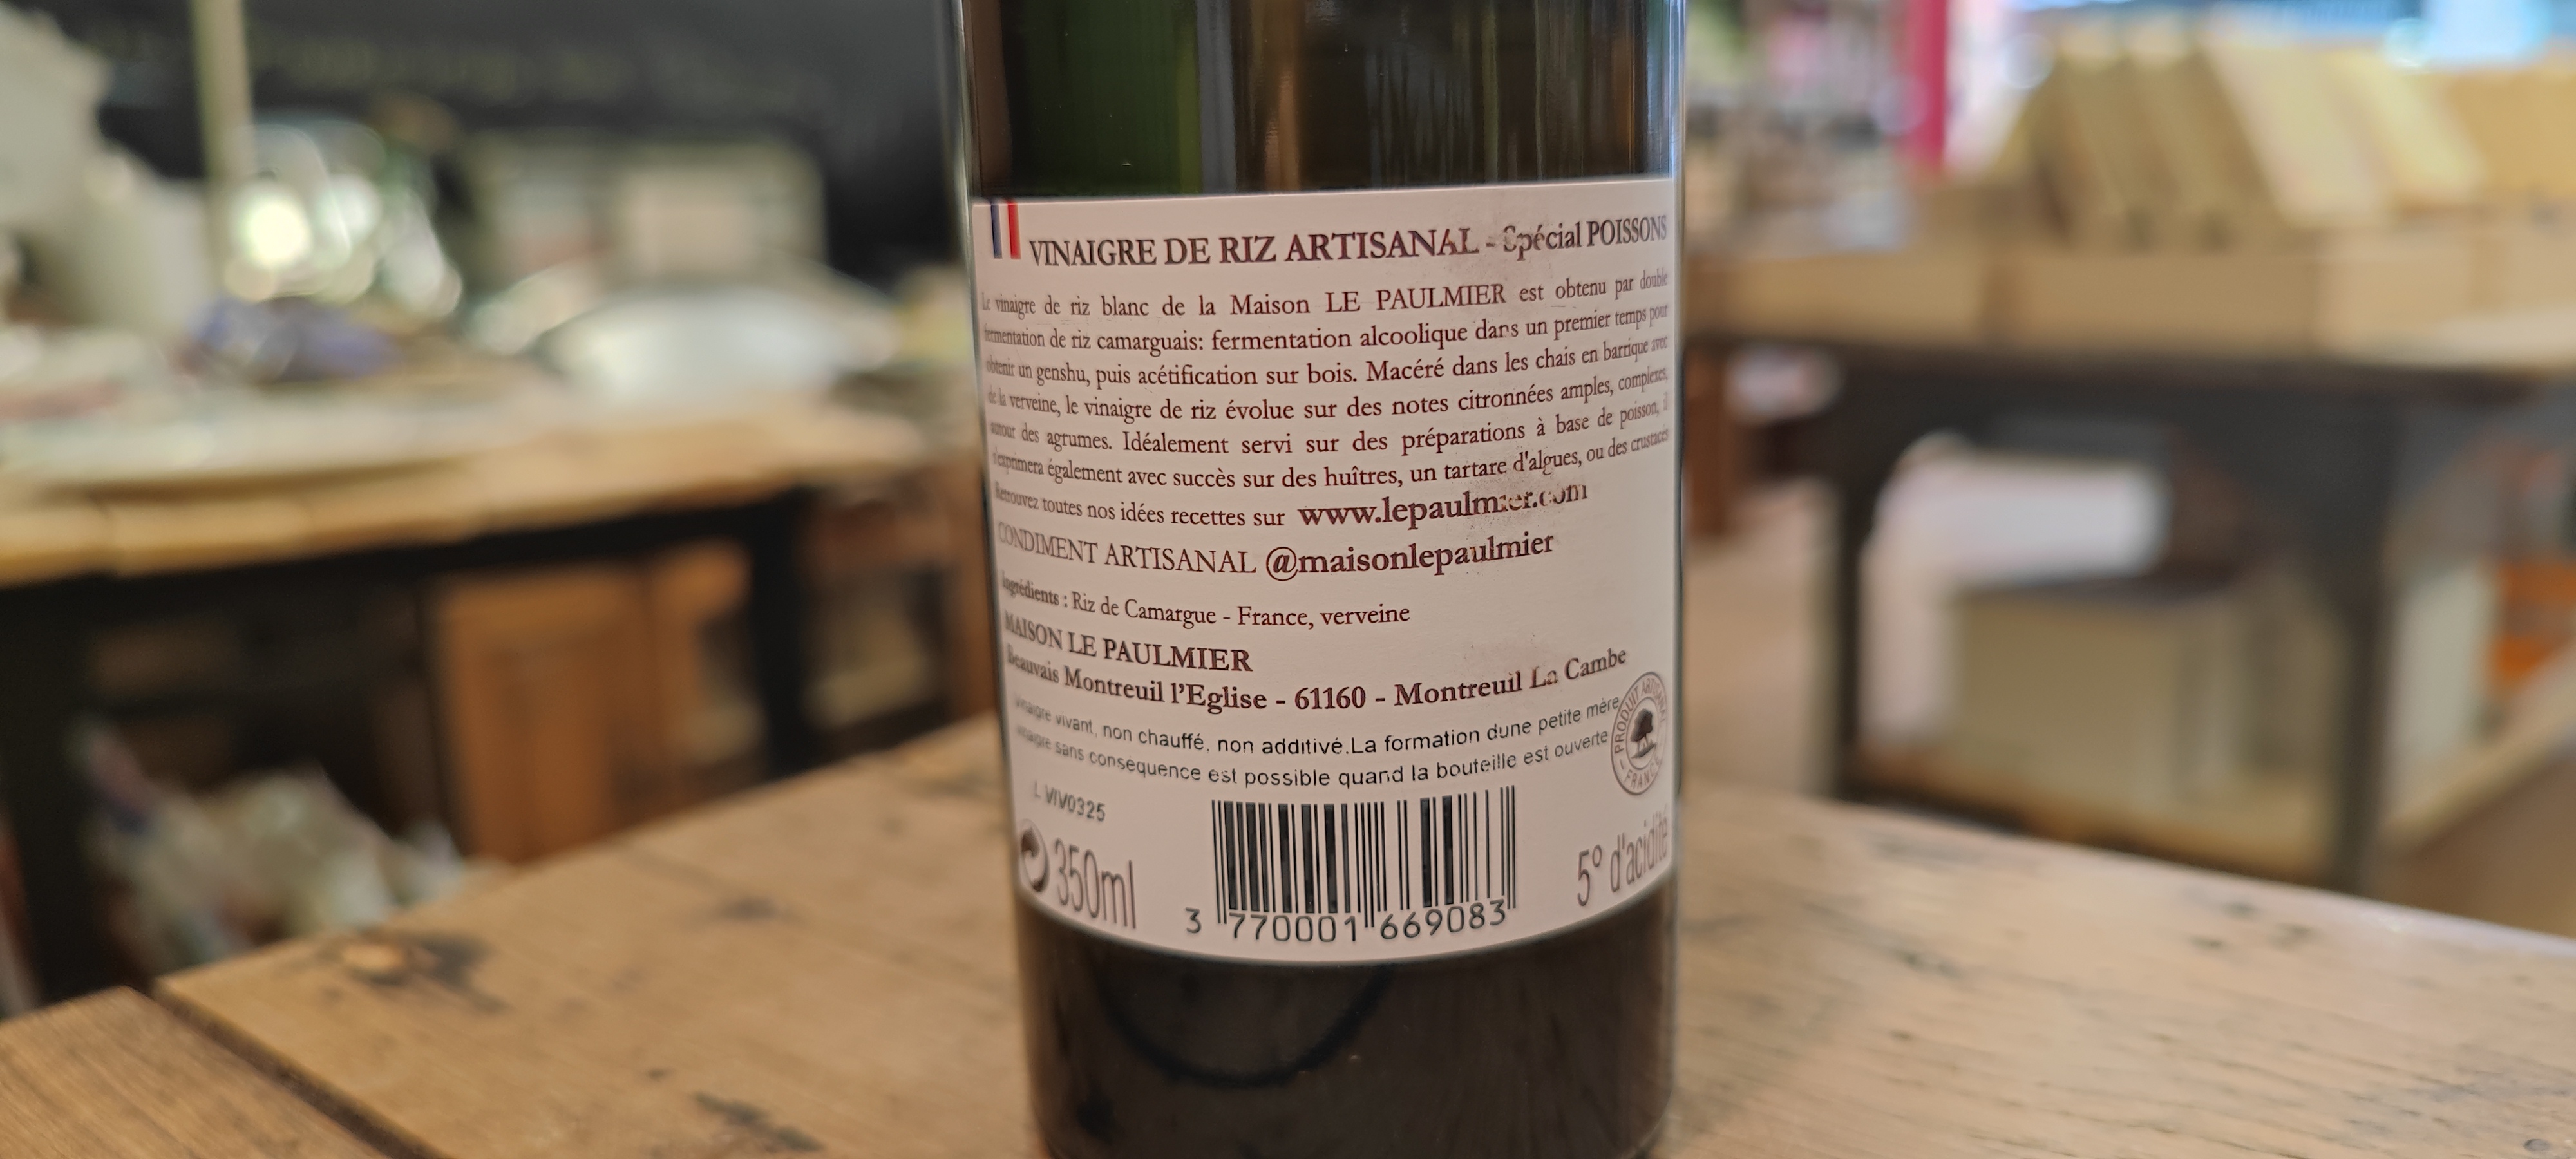 VINAIGRE DE RIZ ARTISANAL - Spécial POISSONS
Le vinaigre de riz blanc de la Maison LE PAULMIER est obtenu par double
fermentation de riz camarguais: fermentation alcoolique dans un premier temps pour
obtenir un genshu, puis acétification sur bois. Macéré dans les chais en barrique avec
de la verveine, le vinaigre de riz évolue sur des notes citronnées amples, complexes,
autour des agrumes. Idéalement servi sur des préparations à base de poisson, il
s'exprimera également avec succès sur des huîtres, un tartare d'algues, ou des crustacés
Retrouvez toutes nos idées recettes sur www.lepaulmier.com
CONDIMENT ARTISANAL @maisonlepaulmier
Ingrédients : Riz de Camargue - France, verveine
MAISON LE PAULMIER
Beauvais Montreuil l'Eglise - 61160 - Montreuil La Cambe
Vinaigre vivant, non chauffé, non additivé.La formation dune petite mère
vinaigre sans consequence est possible quand la bouteille est ouverte
PRODUIT ARTISANAL - FRANCE -
L VIV0325
350ml
3 770001 669083
5° d'acidité